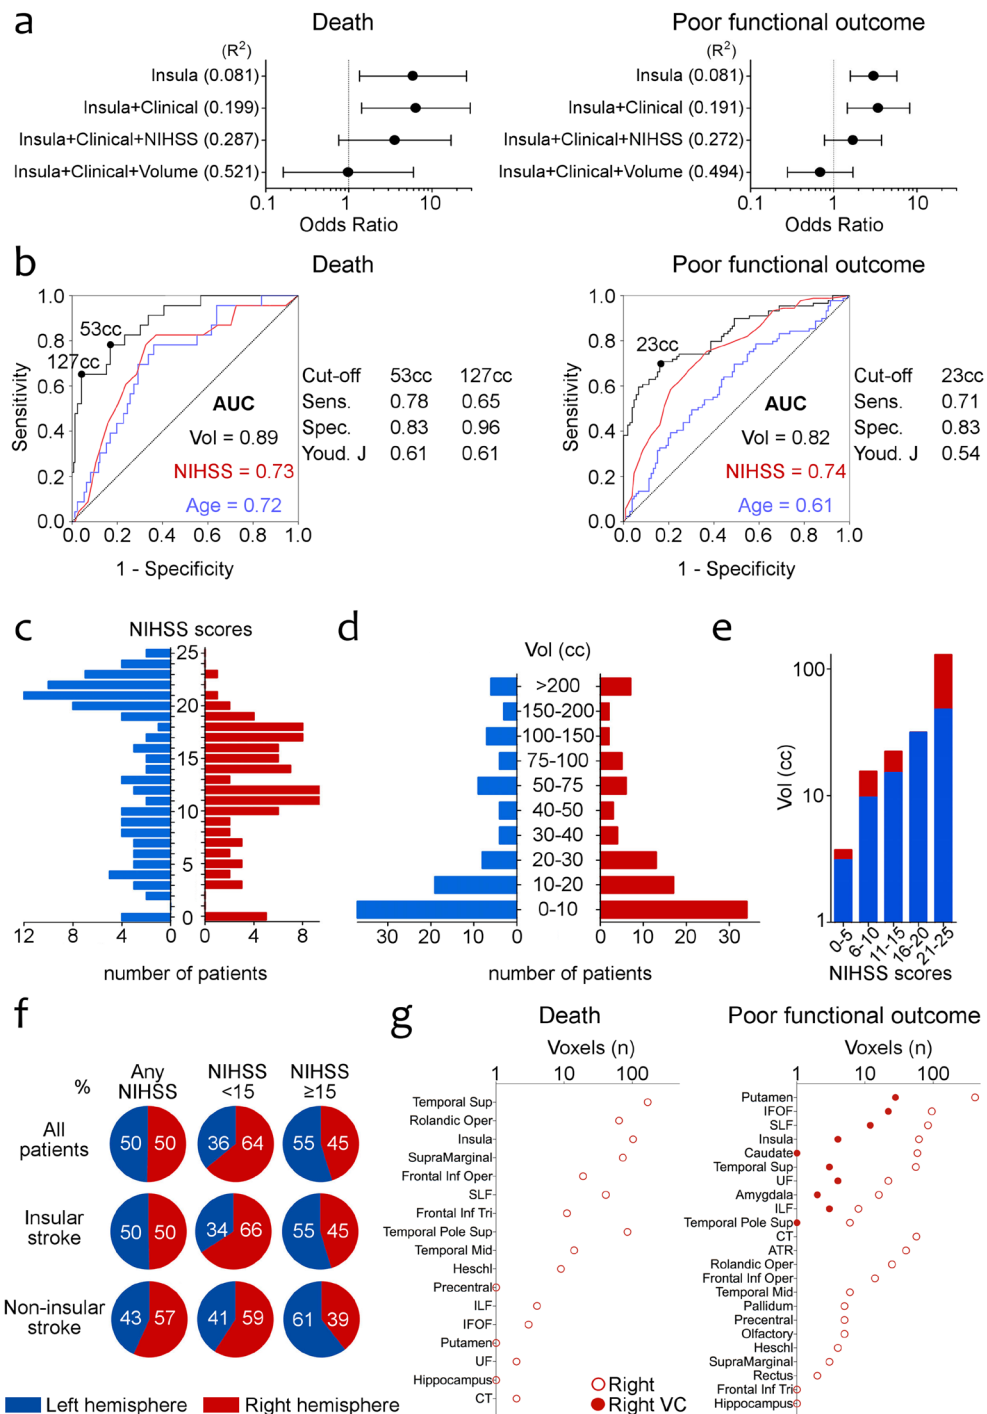 a
Death
Poor functional outcome
(R²)
(R²)
Insula (0.081)
Insula+Clinical (0.199)
Insula+Clinical+NIHSS (0.287)
Insula+Clinical+Volume (0.521)
0.1 1 10
Odds Ratio
Insula (0.081)
Insula+Clinical (0.191)
Insula+Clinical+NIHSS (0.272)
Insula+Clinical+Volume (0.494)
0.1 1 10
Odds Ratio
b
Death
Sensitivity
1.0
0.8
0.6
0.4
0.2
0.0
53cc
127cc
AUC
Vol = 0.89
NIHSS = 0.73
Age = 0.72
0.0 0.2 0.4 0.6 0.8 1.0
1 - Specificity
Cut-off 53cc 127cc
Sens. 0.78 0.65
Spec. 0.83 0.96
Youd. J 0.61 0.61
Poor functional outcome
Sensitivity
1.0
0.8
0.6
0.4
0.2
0.0
23cc
AUC
Vol = 0.82
NIHSS = 0.74
Age = 0.61
0.0 0.2 0.4 0.6 0.8 1.0
1 - Specificity
Cut-off 23cc
Sens. 0.71
Spec. 0.83
Youd. J 0.54
c
NIHSS scores
25
20
15
10
5
0
12 8 4 0 0 4 8
number of patients
d
Vol (cc)
>200
150-200
100-150
75-100
50-75
40-50
30-40
20-30
10-20
0-10
30 20 10 0 0 10 20 30
number of patients
e
Vol (cc)
100
10
1
0-5 6-10 11-15 16-20 21-25
NIHSS scores
f
%
Any NIHSS
NIHSS <15
NIHSS ≥15
All patients
50 50 36 64 55 45
Insular stroke
50 50 34 66 55 45
Non-insular stroke
43 57 41 59 61 39
Left hemisphere
Right hemisphere
g
Death
Voxels (n)
1 10 100
Temporal Sup
Rolandic Oper
Insula
SupraMarginal
Frontal Inf Oper
SLF
Frontal Inf Tri
Temporal Pole Sup
Temporal Mid
Heschl
Precentral
ILF
IFOF
Putamen
UF
Hippocampus
CT
Right
Right VC
Poor functional outcome
Voxels (n)
1 10 100
Putamen
IFOF
SLF
Insula
Caudate
Temporal Sup
UF
Amygdala
ILF
Temporal Pole Sup
CT
ATR
Rolandic Oper
Frontal Inf Oper
Temporal Mid
Pallidum
Precentral
Olfactory
Heschl
SupraMarginal
Rectus
Frontal Inf Tri
Hippocampus